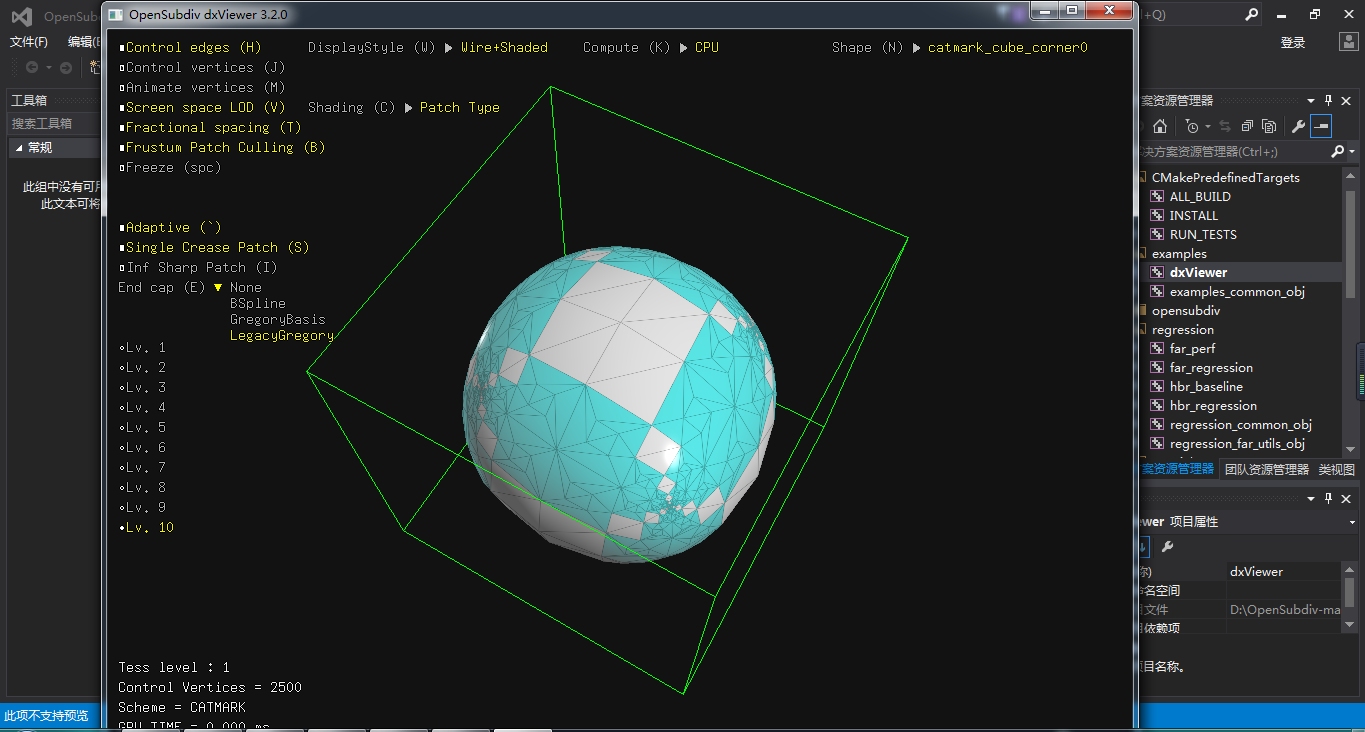 OpenSubdiv dxViewer 3.2.0
OpenSub
+Q)
文件(F) 编辑(E
登录
Control edges (H) DisplayStyle (W) ▶ Wire+Shaded Compute (K) ▶ CPU Shape (N) ▶ catmark_cube_corner0
Control vertices (J)
Animate vertices (M)
Screen space LOD (V) Shading (C) ▶ Patch Type
Fractional spacing (T)
Frustum Patch Culling (B)
Freeze (spc)
Adaptive (`)
Single Crease Patch (S)
Inf Sharp Patch (I)
End cap (E) ▼ None
BSpline
GregoryBasis
LegacyGregory
Lv. 1
Lv. 2
Lv. 3
Lv. 4
Lv. 5
Lv. 6
Lv. 7
Lv. 8
Lv. 9
Lv. 10
Tess level : 1
Control Vertices = 2500
Scheme = CATMARK
GPU TIME = 0.000 ms
工具箱
搜索工具箱
常规
此组中没有可用
此文本可将
此项不支持预览
案资源管理器
决方案资源管理器(Ctrl+;)
CMakePredefinedTargets
ALL_BUILD
INSTALL
RUN_TESTS
examples
dxViewer
examples_common_obj
opensubdiv
regression
far_perf
far_regression
hbr_baseline
hbr_regression
regression_common_obj
regression_far_utils_obj
案资源管理器 团队资源管理器 类视图
wer 项目属性
称) dxViewer
命名空间
文件 D:\OpenSubdiv-ma
依赖项
项目名称。